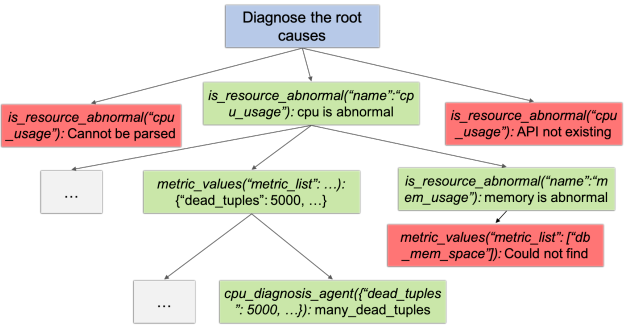 Diagnose the root
causes
is_resource_abnormal(“cpu
_usage”): Cannot be parsed
is_resource_abnormal(“name”:“cp
u_usage”): cpu is abnormal
is_resource_abnormal(“cpu
_usage”): API not existing
…
metric_values(“metric_list”: …):
{“dead_tuples”: 5000, …}
is_resource_abnormal(“name”:“m
em_usage”): memory is abnormal
metric_values(“metric_list”: [“db
_mem_space”]): Could not find
…
cpu_diagnosis_agent({“dead_tuples
”: 5000, …}): many_dead_tuples